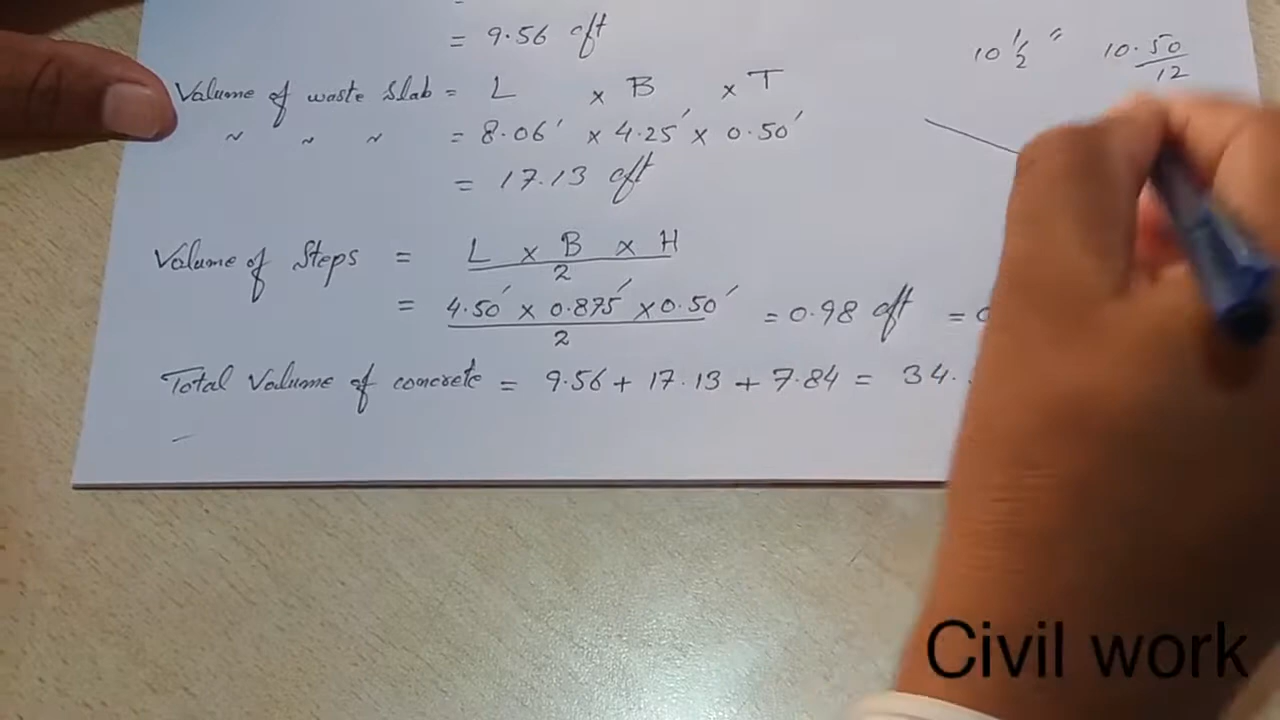 = 9.56 cft
10 1/2 " 10.50/12
Volume of waste slab = L x B x T
~ ~ ~ = 8.06' x 4.25' x 0.50'
= 17.13 cft
Volume of Steps = L x B x H / 2
= 4.50' x 0.875' x 0.50' / 2 = 0.98 cft =
Total Volume of concrete = 9.56 + 17.13 + 7.84 = 34.
Civil work